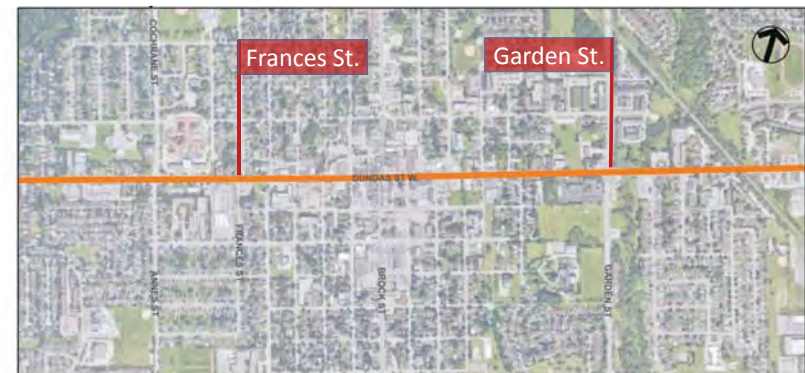 COCHRANE ST
Frances St.
Garden St.
DUNDAS ST W
FRANCES ST
ANNES ST
BROCK ST
GARDEN ST